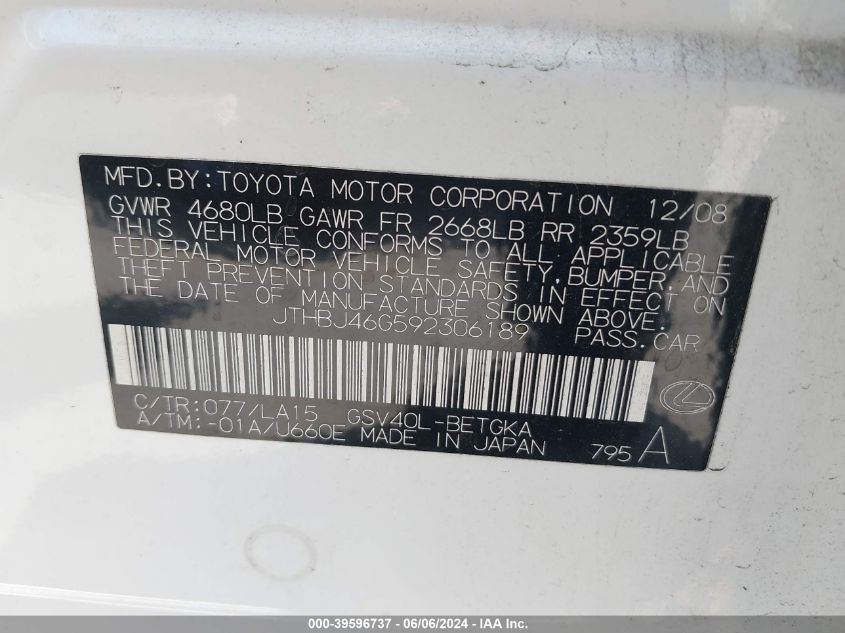 MFD.BY:TOYOTA MOTOR CORPORATION 12/08
GVWR 4680LB GAWR FR 2668LB RR 2359LB
THIS VEHICLE CONFORMS TO ALL APPLICABLE
FEDERAL MOTOR VEHICLE SAFETY,BUMPER,AND
THEFT PREVENTION STANDARDS IN EFFECT ON
THE DATE OF MANUFACTURE SHOWN ABOVE.
JTHBJ46G592306189 PASS.CAR
C/TR:077/LA15 GSV40L-BETGKA
A/TM:-01A/U660E MADE IN JAPAN 795 A
000-39596737 - 06/06/2024 - IAA Inc.